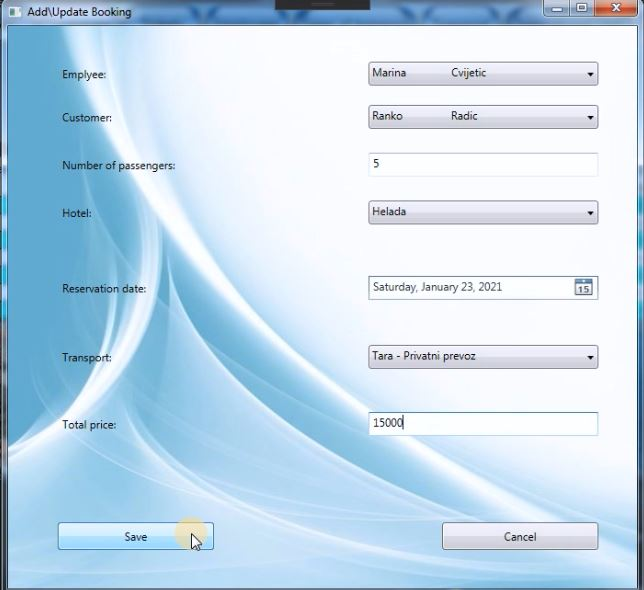 Add\Update Booking
Emplyee: Marina Cvijetic
Customer: Ranko Radic
Number of passengers: 5
Hotel: Helada
Reservation date: Saturday, January 23, 2021 15
Transport: Tara - Privatni prevoz
Total price: 15000
Save Cancel